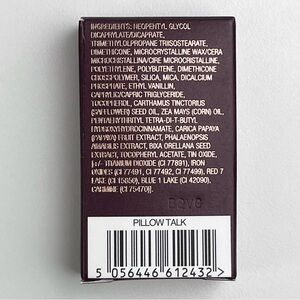 INGREDIENTS: NEOPENTYL GLYCOL
DICAPRYLATE/DICAPRATE,
TRIMETHYLOLPROPANE TRIISOSTEARATE,
DIMETHICONE, MICROCRYSTALLINE WAX/CERA
MICROCRISTALLINA/CIRE MICROCRISTALLINE,
POLYETHYLENE, POLYBUTENE, DIMETHICONE
CROSSPOLYMER, SILICA, MICA, DICALCIUM
PHOSPHATE, ETHYL VANILLIN,
CAPRYLIC/CAPRIC TRIGLYCERIDE,
TOCOPHEROL, CARTHAMUS TINCTORIUS
(SAFFLOWER) SEED OIL, ZEA MAYS (CORN) OIL,
PENTAERYTHRITYL TETRA-DI-T-BUTYL
HYDROXYHYDROCINNAMATE, CARICA PAPAYA
(PAPAYA) FRUIT EXTRACT, PHALAENOPSIS
AMABILIS EXTRACT, BIXA ORELLANA SEED
EXTRACT, TOCOPHERYL ACETATE, TIN OXIDE,
[+/- TITANIUM DIOXIDE (CI 77891), IRON
OXIDES (CI 77491, CI 77492, CI 77499), RED 7
LAKE (CI 15850), BLUE 1 LAKE (CI 42090),
CARMINE (CI 75470)].
PILLOW TALK
5 056446 612432 >